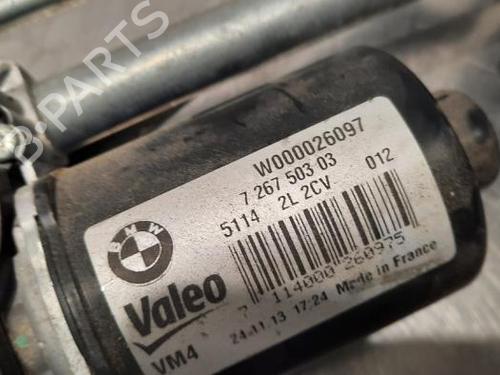 W000026097
7 267 503 03
5114 2L 2CV 012
BMW
Valeo
7 114000 260975
VM4 24.11.13 17:24 Made in France
B-PARTS